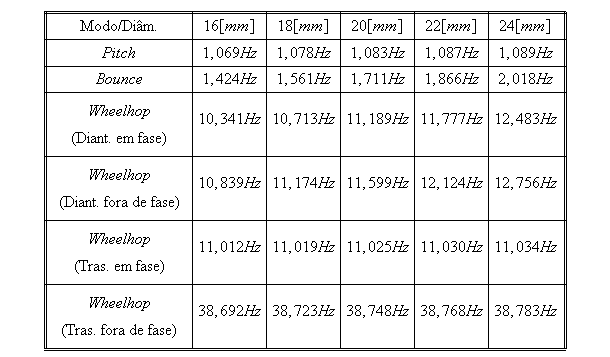 Modo/Diâm. 16[mm] 18[mm] 20[mm] 22[mm] 24[mm]
Pitch 1,069Hz 1,078Hz 1,083Hz 1,087Hz 1,089Hz
Bounce 1,424Hz 1,561Hz 1,711Hz 1,866Hz 2,018Hz
Wheelhop
(Diant. em fase) 10,341Hz 10,713Hz 11,189Hz 11,777Hz 12,483Hz
Wheelhop
(Diant. fora de fase) 10,839Hz 11,174Hz 11,599Hz 12,124Hz 12,756Hz
Wheelhop
(Tras. em fase) 11,012Hz 11,019Hz 11,025Hz 11,030Hz 11,034Hz
Wheelhop
(Tras. fora de fase) 38,692Hz 38,723Hz 38,748Hz 38,768Hz 38,783Hz